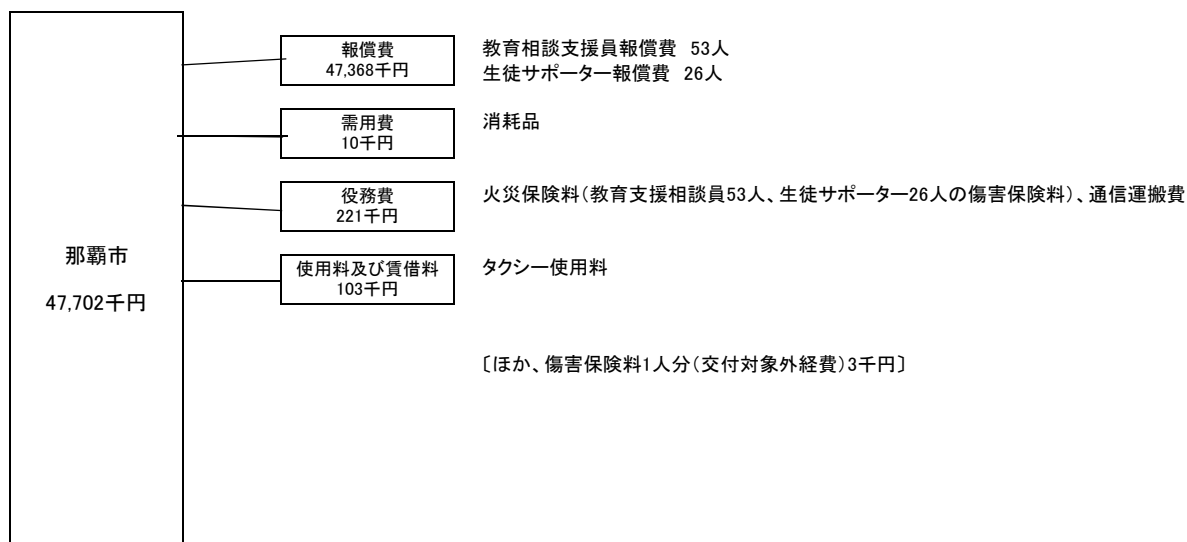 報償費
47,368千円
教育相談支援員報償費 53人
生徒サポーター報償費 26人
需用費
10千円
消耗品
役務費
221千円
火災保険料(教育支援相談員53人、生徒サポーター26人の傷害保険料)、通信運搬費
那覇市
47,702千円
使用料及び賃借料
103千円
タクシー使用料
〔ほか、傷害保険料1人分(交付対象外経費)3千円〕